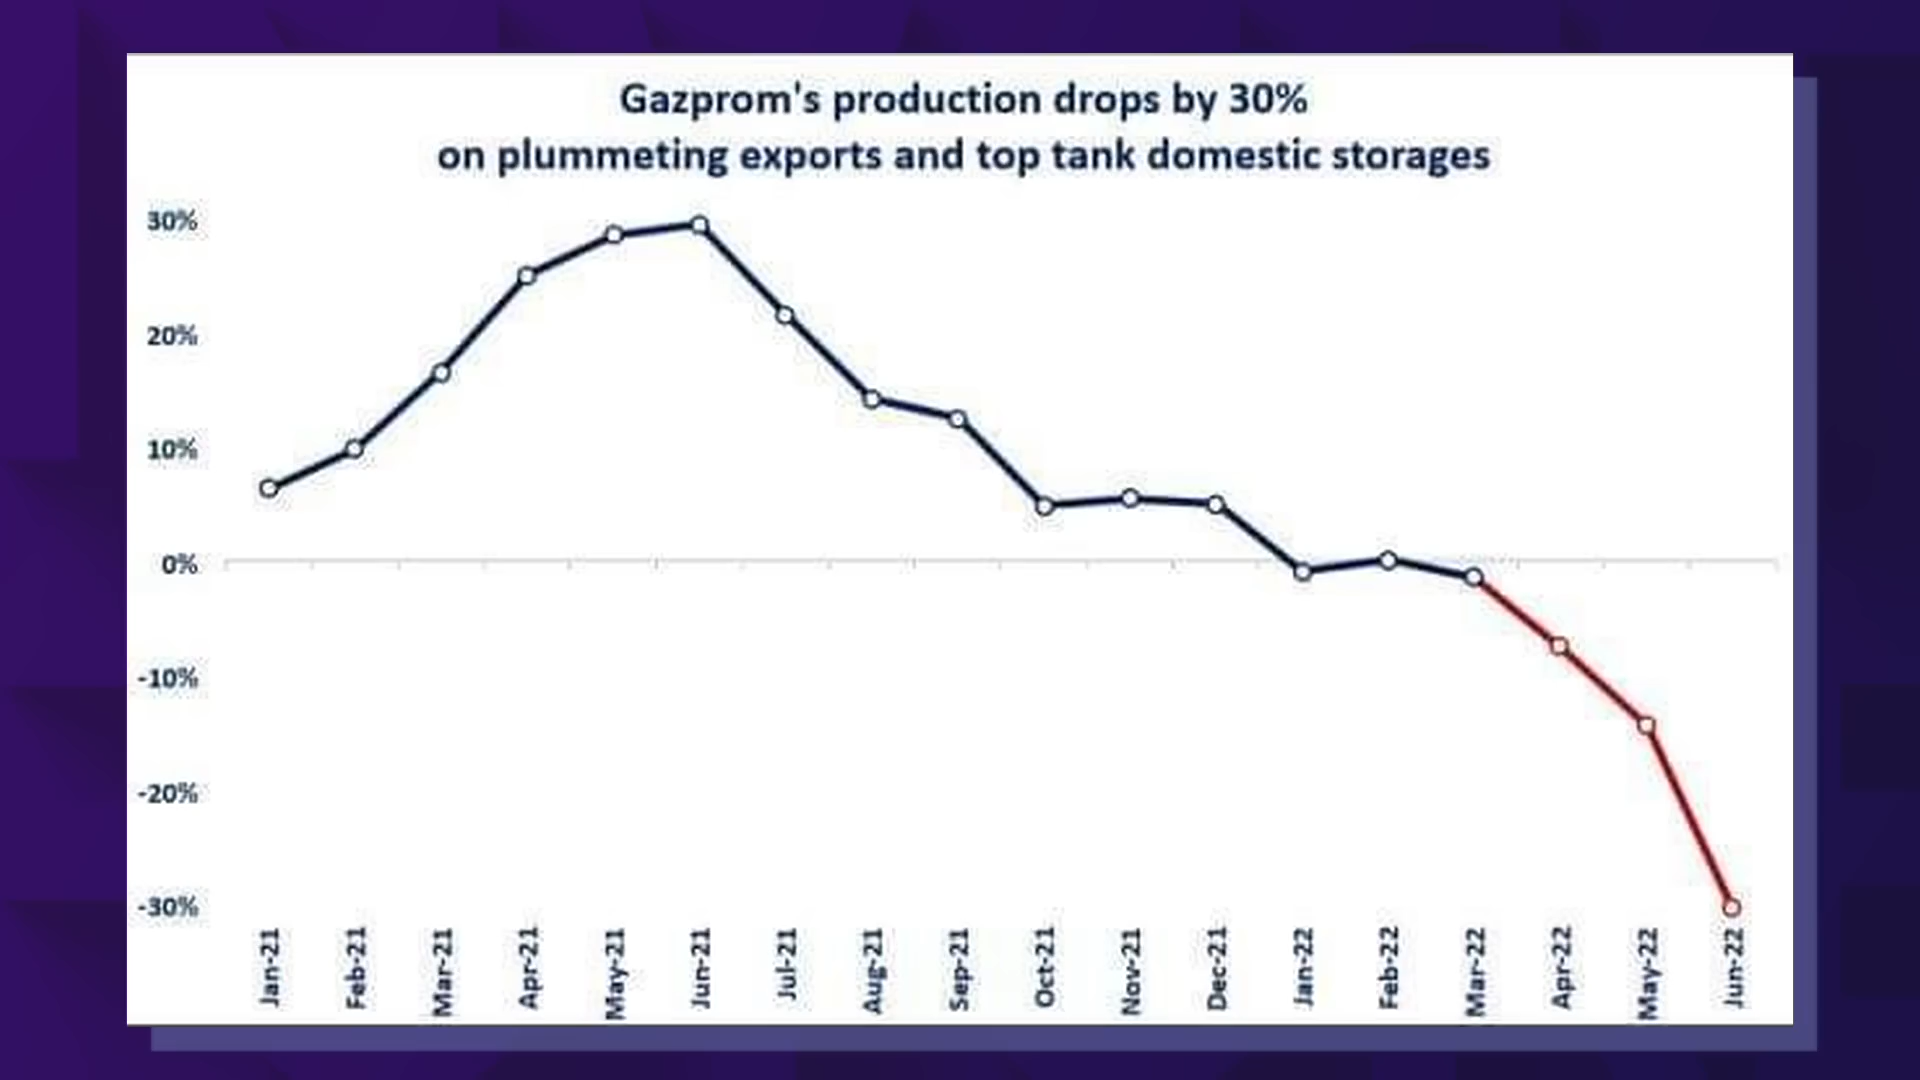 Gazprom's production drops by 30%
on plummeting exports and top tank domestic storages
30%
20%
10%
0%
-10%
-20%
-30%
Jan-21
Feb-21
Mar-21
Apr-21
May-21
Jun-21
Jul-21
Aug-21
Sep-21
Oct-21
Nov-21
Dec-21
Jan-22
Feb-22
Mar-22
Apr-22
May-22
Jun-22